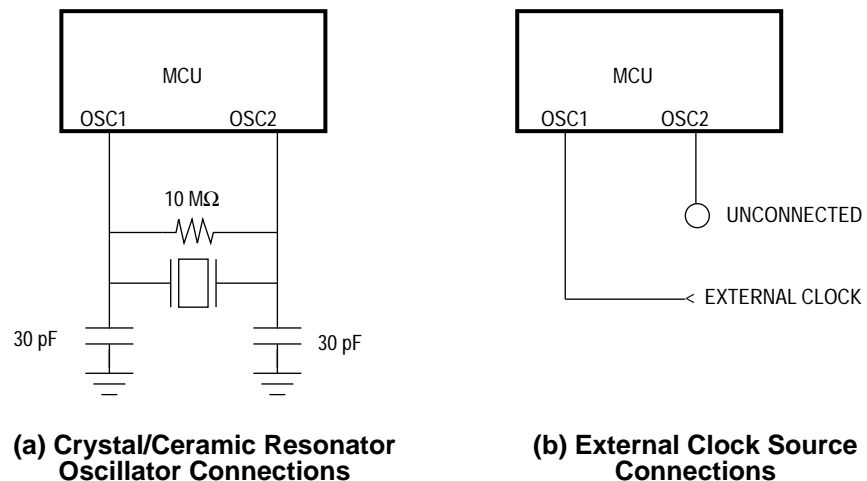 MCU
OSC1 OSC2
10 MΩ
30 pF 30 pF
(a) Crystal/Ceramic Resonator
Oscillator Connections
MCU
OSC1 OSC2
UNCONNECTED
EXTERNAL CLOCK
(b) External Clock Source
Connections